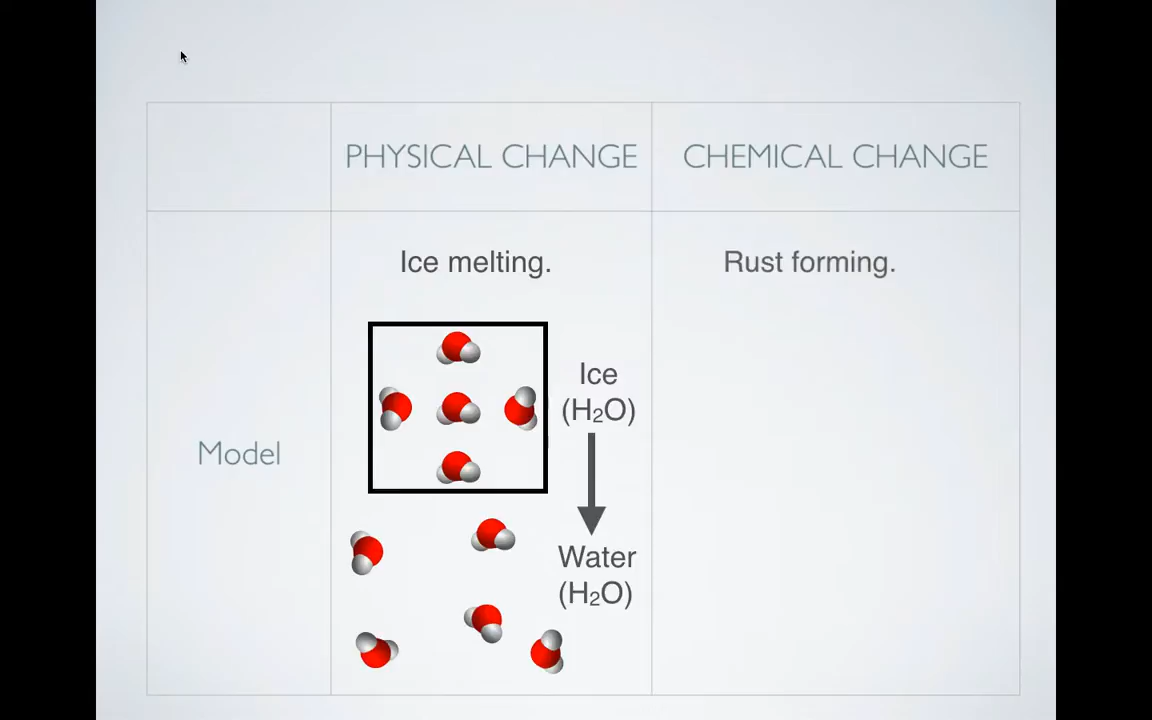 PHYSICAL CHANGE
CHEMICAL CHANGE
Model
Ice melting.
Ice
(H₂O)
Water
(H₂O)
Rust forming.